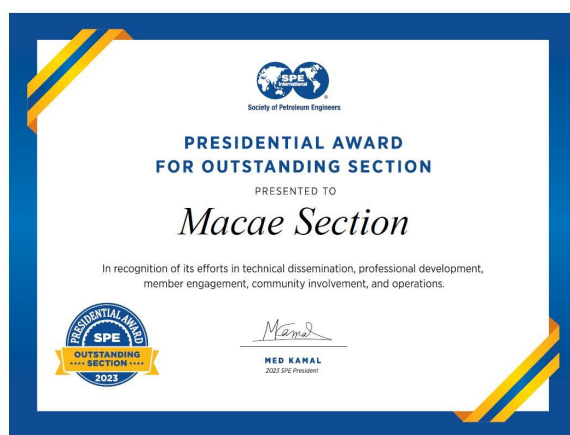 SPE
International
Society of Petroleum Engineers
PRESIDENTIAL AWARD
FOR OUTSTANDING SECTION
PRESENTED TO
Macae Section
In recognition of its efforts in technical dissemination, professional development,
member engagement, community involvement, and operations.
PRESIDENTIAL AWARD
SPE
OUTSTANDING
SECTION
2023
MKamal
MED KAMAL
2023 SPE President